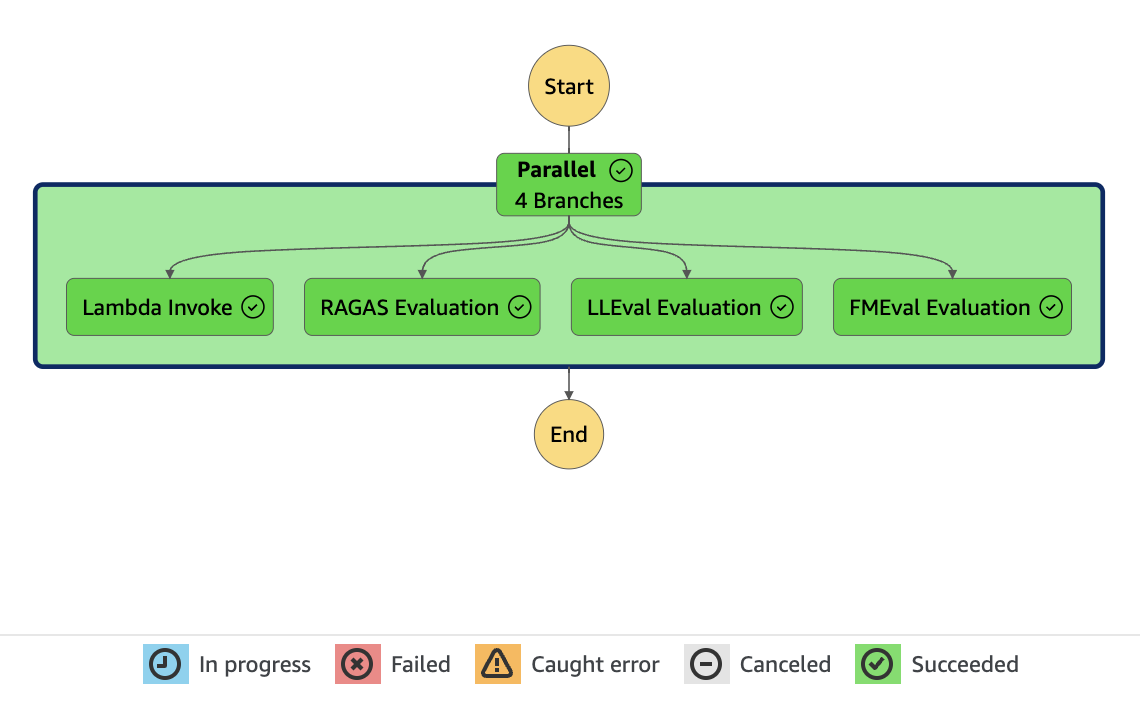 Start
Parallel
4 Branches
Lambda Invoke
RAGAS Evaluation
LLEval Evaluation
FMEval Evaluation
End
In progress
Failed
Caught error
Canceled
Succeeded